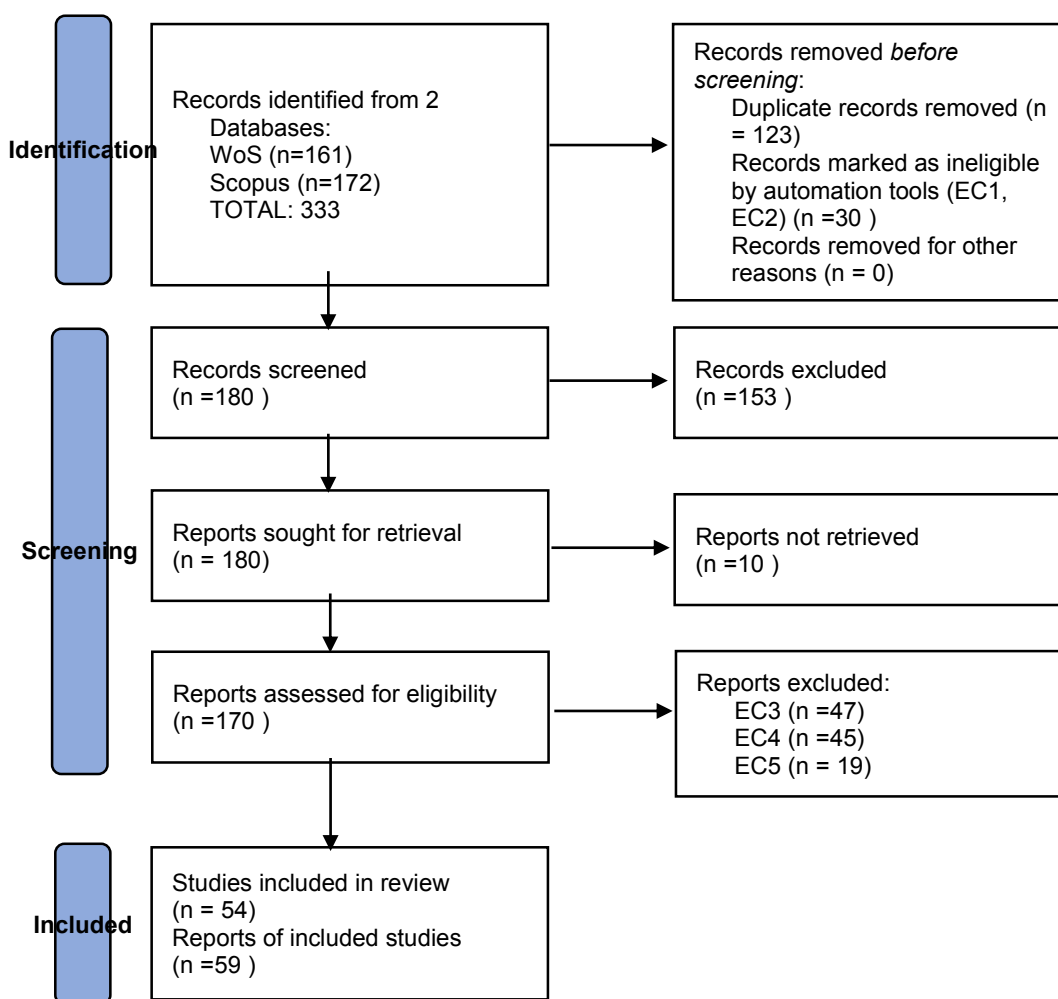 Identification
Records identified from 2
Databases:
WoS (n=161)
Scopus (n=172)
TOTAL: 333
Records removed before
screening:
Duplicate records removed (n
= 123)
Records marked as ineligible
by automation tools (EC1,
EC2) (n =30 )
Records removed for other
reasons (n = 0)
Screening
Records screened
(n =180 )
Records excluded
(n =153 )
Reports sought for retrieval
(n = 180)
Reports not retrieved
(n =10 )
Reports assessed for eligibility
(n =170 )
Reports excluded:
EC3 (n =47)
EC4 (n =45)
EC5 (n = 19)
Included
Studies included in review
(n = 54)
Reports of included studies
(n =59 )